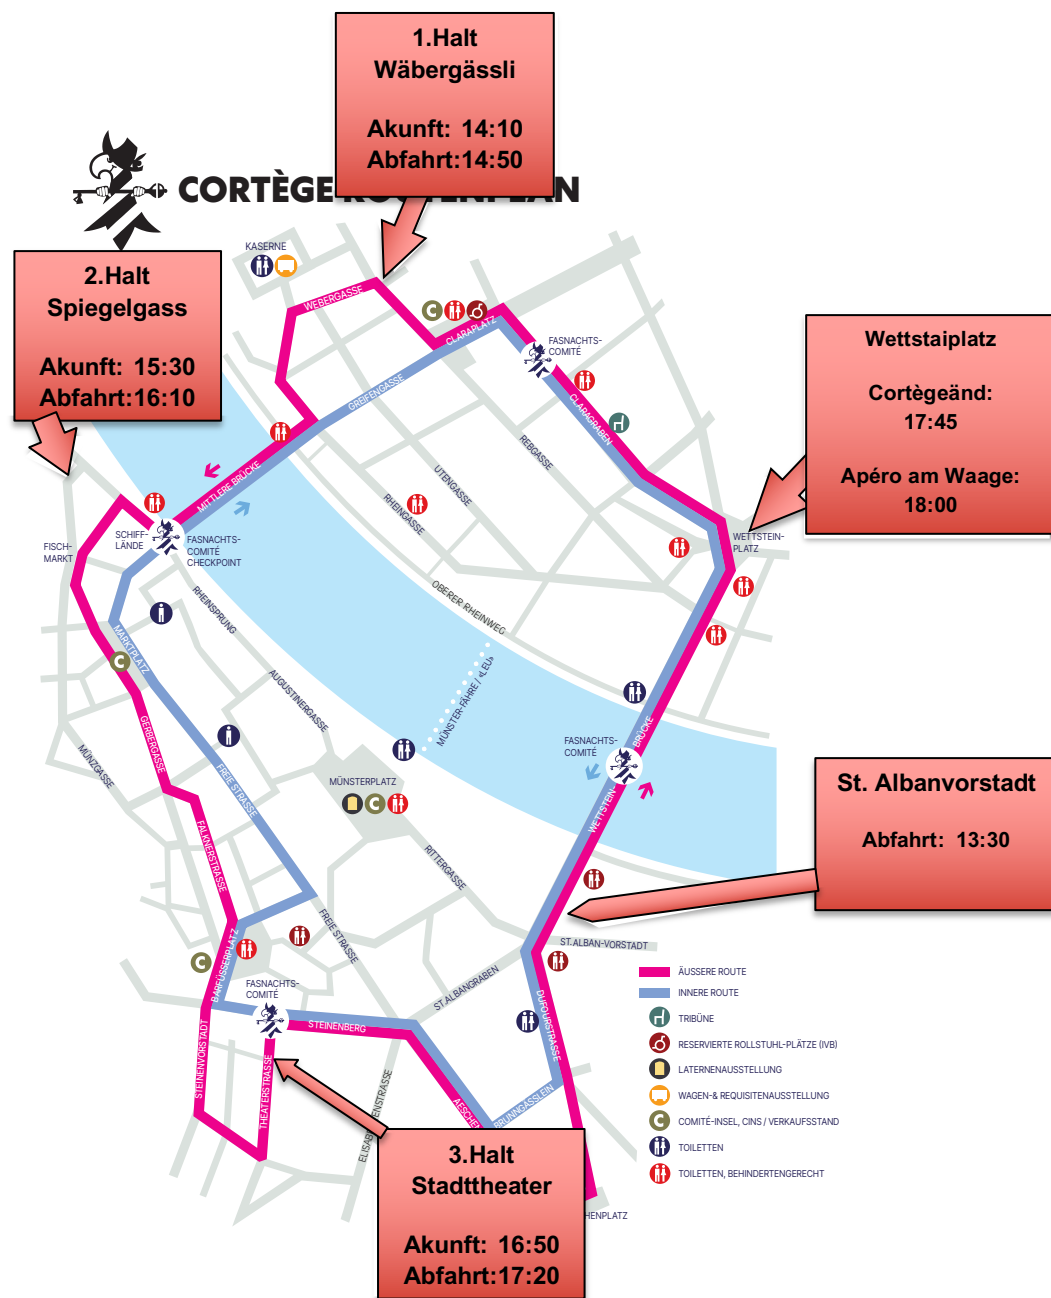 1.Halt
Wäbergässli
Akunft: 14:10
Abfahrt:14:50
CORTÈGE ROUTENPLAN
2.Halt
Spiegelgass
Akunft: 15:30
Abfahrt:16:10
KASERNE
WEBERGASSE
C
CLARAPLATZ
FASNACHTS-
COMITÉ
Wettstaiplatz
Cortègeänd:
17:45
Apéro am Waage:
18:00
GREIFENGASSE
CLARAGRABEN
REBGASSE
UTENGASSE
RHEINGASSE
MITTLERE BRÜCKE
SCHIFF-
LÄNDE
FISCH-
MARKT
FASNACHTS-
COMITÉ
CHECKPOINT
WETTSTEIN-
PLATZ
OBERER RHEINWEG
RHEINSPRUNG
MARKTPLATZ
C
AUGUSTINERGASSE
MÜNSTER-FÄHRE / «LEU»
GERBERGASSE
MÜNZGASSE
FREIE STRASSE
MÜNSTERPLATZ
C
FASNACHTS-
COMITÉ
WETTSTEIN-
BRÜCKE
St. Albanvorstadt
Abfahrt: 13:30
FALKNERSTRASSE
RITTERGASSE
FREIE STRASSE
ST.ALBAN-VORSTADT
C
BARFÜSSERPLATZ
ST.ALBANGRABEN
FASNACHTS-
COMITÉ
STEINENBERG
DUFOURSTRASSE
STEINENVORSTADT
THEATERSTRASSE
BRUNNGÄSSLEIN
AESCHE
ELISABE
ENSTRASSE
3.Halt
Stadttheater
Akunft: 16:50
Abfahrt:17:20
HENPLATZ
ÄUSSERE ROUTE
INNERE ROUTE
TRIBÜNE
RESERVIERTE ROLLSTUHL-PLÄTZE (IVB)
LATERNENAUSSTELLUNG
WAGEN-& REQUISITENAUSSTELLUNG
C COMITÉ-INSEL, CINS / VERKAUFSSTAND
TOILETTEN
TOILETTEN, BEHINDERTENGERECHT